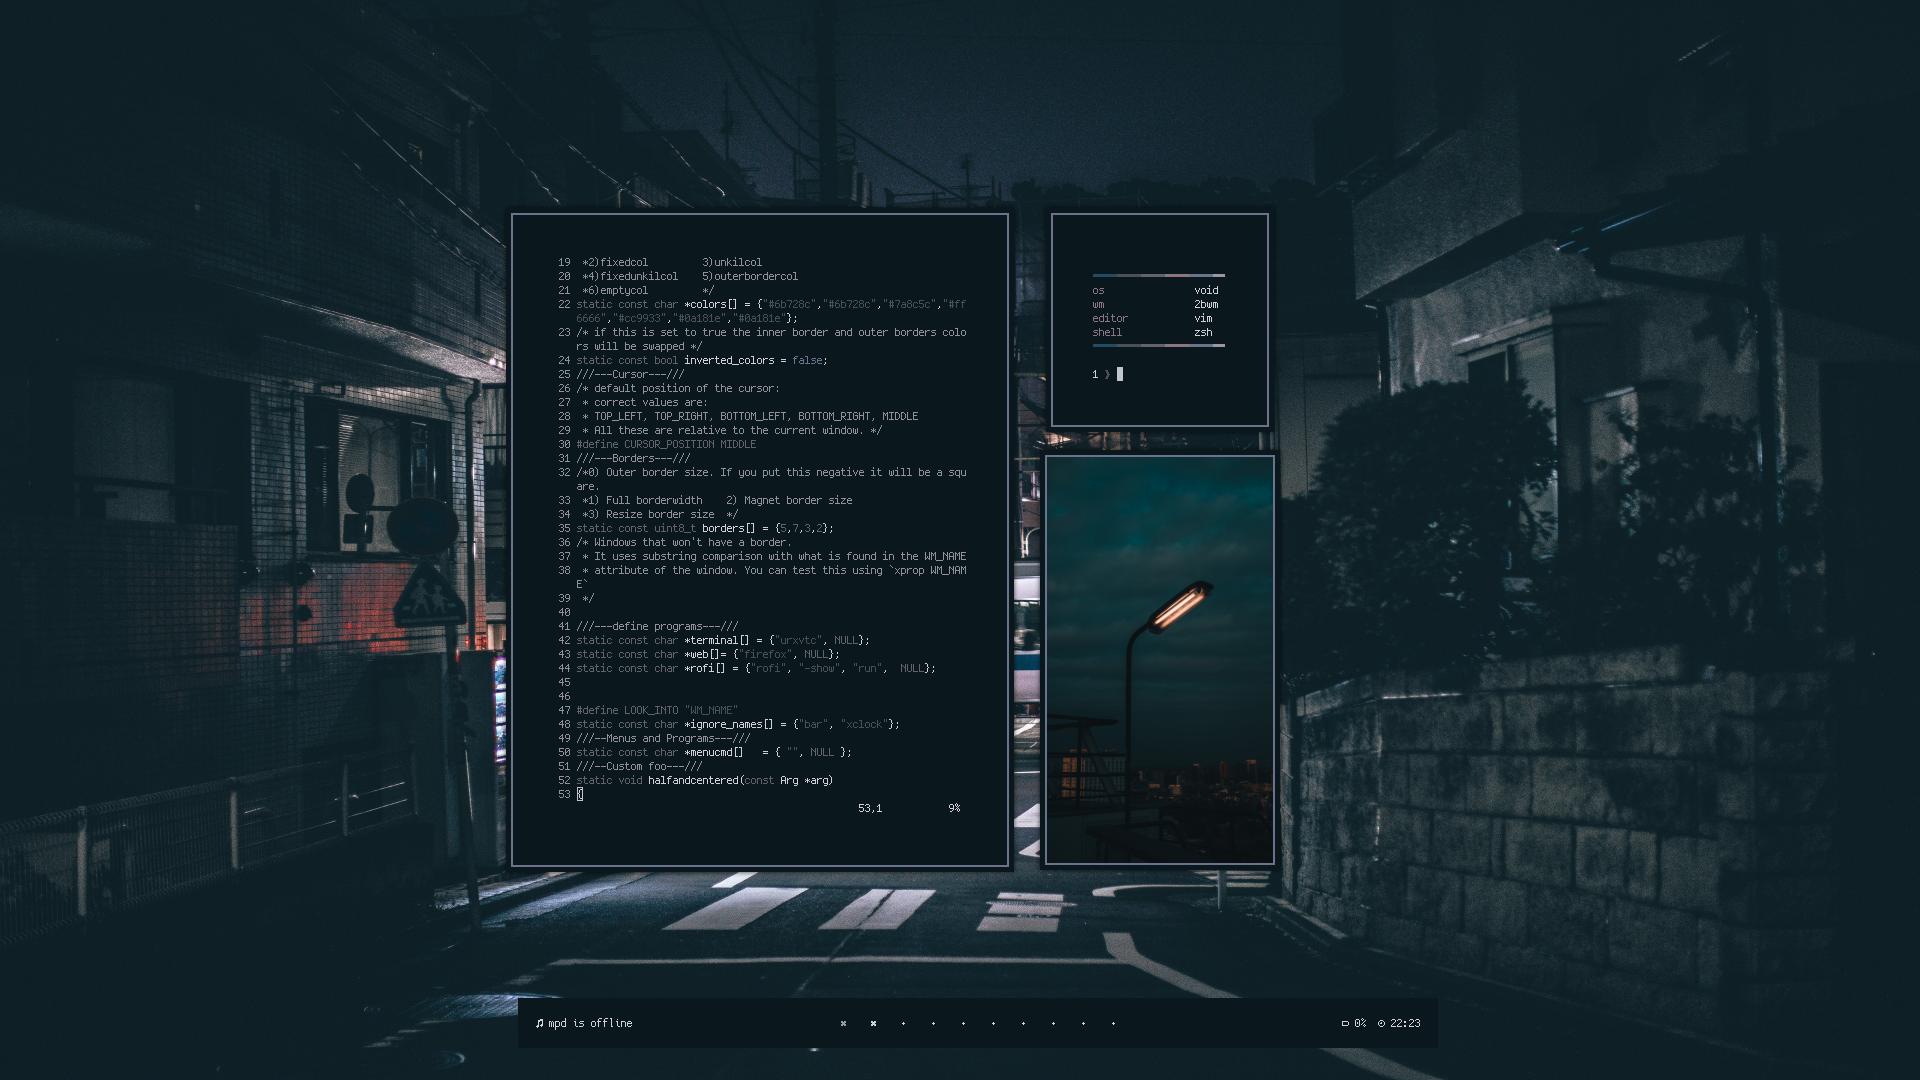 19  *2)fixedcol         3)unkilcol
20  *4)fixedunkilcol    5)outerbordercol
21  *6)emptycol         */
22 static const char *colors[] = {"#6b728c","#6b728c","#7a8c5c","#ff
6666","#cc9933","#0a181e","#0a181e"};
23 /* if this is set to true the inner border and outer borders colo
rs will be swapped */
24 static const bool inverted_colors = false;
25 ///---Cursor---///
26 /* default position of the cursor:
27  * correct values are:
28  * TOP_LEFT, TOP_RIGHT, BOTTOM_LEFT, BOTTOM_RIGHT, MIDDLE
29  * All these are relative to the current window. */
30 #define CURSOR_POSITION MIDDLE
31 ///---Borders---///
32 /*0) Outer border size. If you put this negative it will be a squ
are.
33  *1) Full borderwidth    2) Magnet border size
34  *3) Resize border size  */
35 static const uint8_t borders[] = {5,7,3,2};
36 /* Windows that won't have a border.
37  * It uses substring comparison with what is found in the WM_NAME
38  * attribute of the window. You can test this using `xprop WM_NAM
E`
39  */
40
41 ///---define programs---///
42 static const char *terminal[] = {"urxvtc", NULL};
43 static const char *web[]= {"firefox", NULL};
44 static const char *rofi[] = {"rofi", "-show", "run",  NULL};
45
46
47 #define LOOK_INTO "WM_NAME"
48 static const char *ignore_names[] = {"bar", "xclock"};
49 ///--Menus and Programs---///
50 static const char *menucmd[]   = { "", NULL };
51 ///--Custom foo---///
52 static void halfandcentered(const Arg *arg)
53 {
53,1           9%
os void
wm 2bwm
editor vim
shell zsh
1 ❯
mpd is offline
0% 22:23